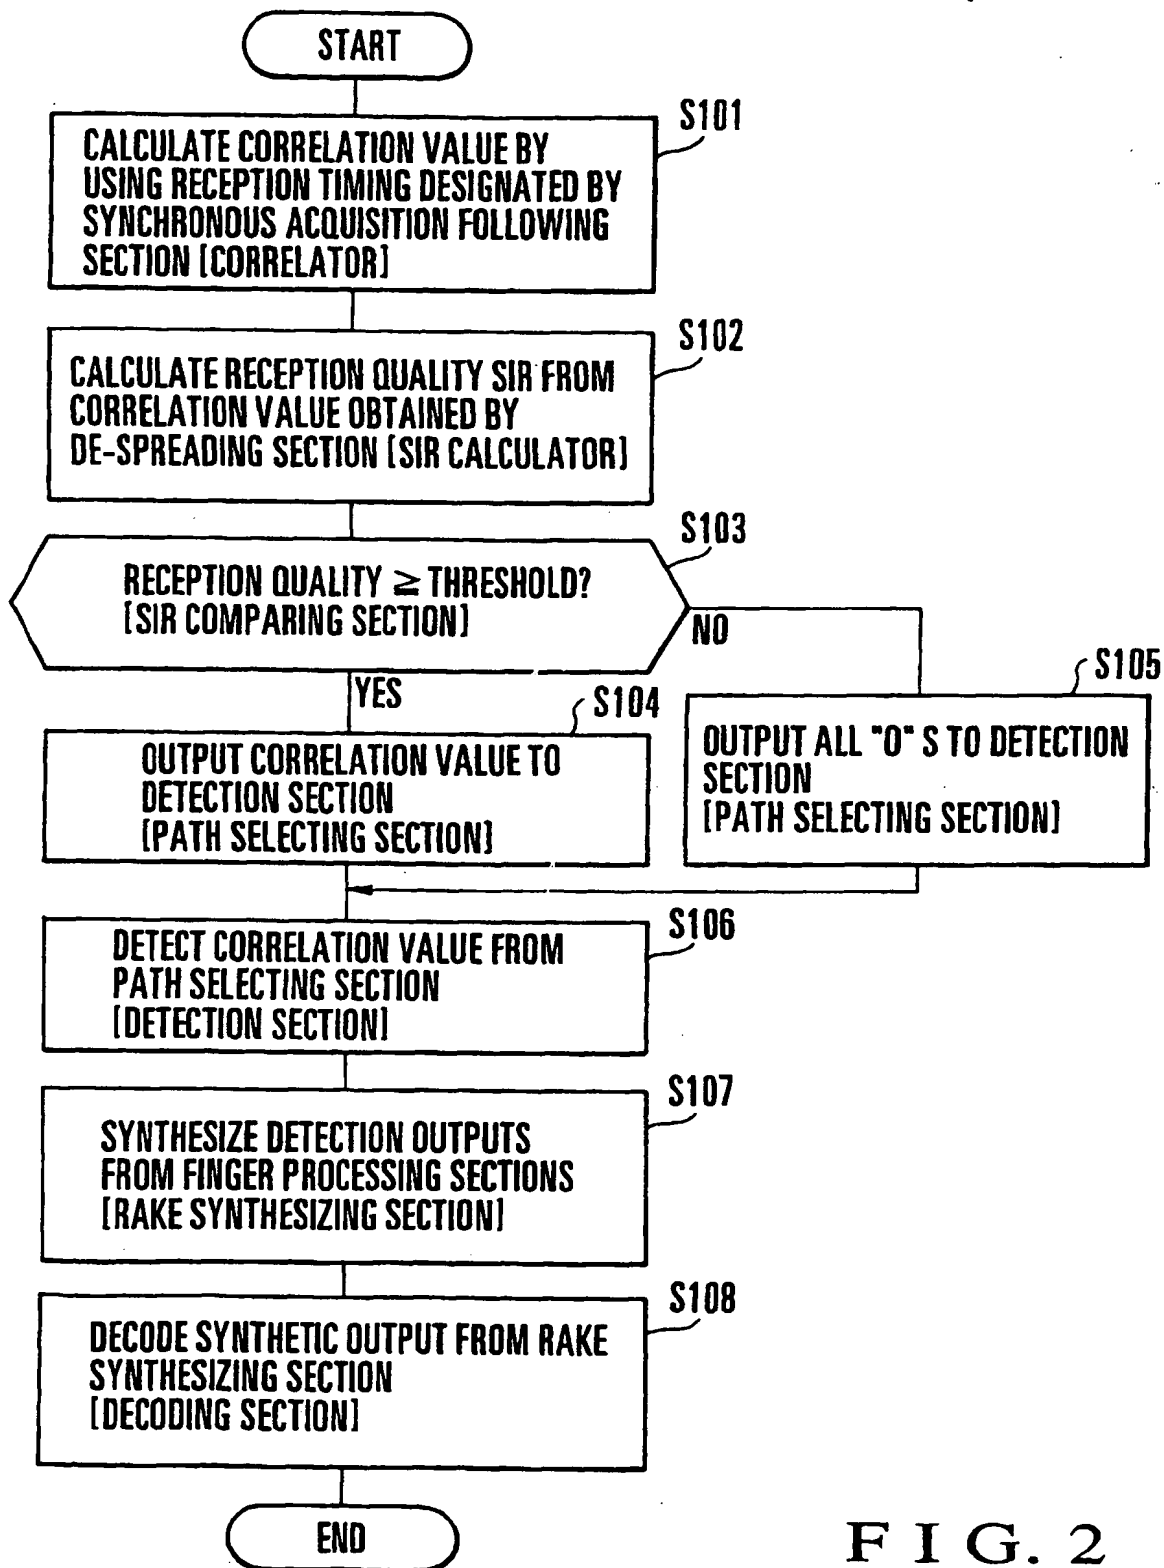 START
S101
CALCULATE CORRELATION VALUE BY
USING RECEPTION TIMING DESIGNATED BY
SYNCHRONOUS ACQUISITION FOLLOWING
SECTION [CORRELATOR]
S102
CALCULATE RECEPTION QUALITY SIR FROM
CORRELATION VALUE OBTAINED BY
DE-SPREADING SECTION [SIR CALCULATOR]
S103
RECEPTION QUALITY ≧ THRESHOLD?
[SIR COMPARING SECTION]
NO
YES
S104
OUTPUT CORRELATION VALUE TO
DETECTION SECTION
[PATH SELECTING SECTION]
S105
OUTPUT ALL "0" S TO DETECTION
SECTION
[PATH SELECTING SECTION]
S106
DETECT CORRELATION VALUE FROM
PATH SELECTING SECTION
[DETECTION SECTION]
S107
SYNTHESIZE DETECTION OUTPUTS
FROM FINGER PROCESSING SECTIONS
[RAKE SYNTHESIZING SECTION]
S108
DECODE SYNTHETIC OUTPUT FROM RAKE
SYNTHESIZING SECTION
[DECODING SECTION]
END
FIG. 2